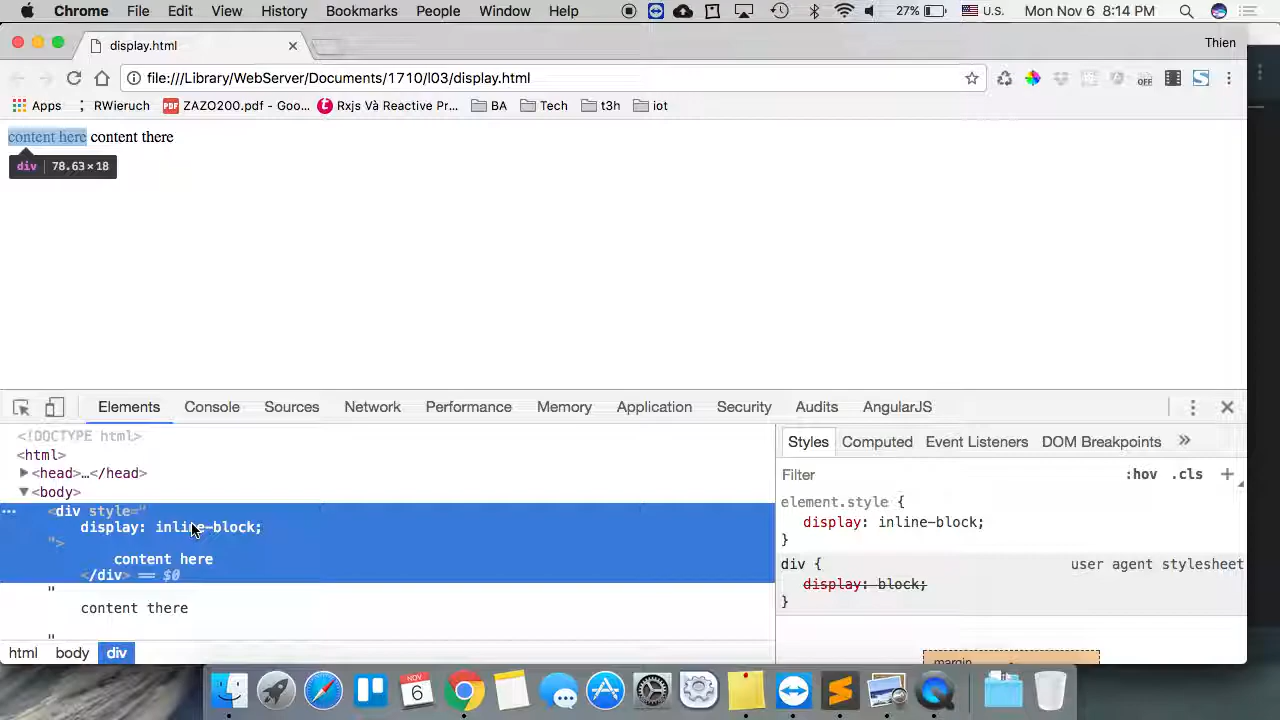 Chrome File Edit View History Bookmarks People Window Help 27% U.S. Mon Nov 6 8:14 PM
display.html Thien
file:///Library/WebServer/Documents/1710/l03/display.html
Apps RWieruch ZAZO200.pdf - Goo... Rxjs Và Reactive Pr... BA Tech t3h iot
content here content there
div 78.63×18
Elements Console Sources Network Performance Memory Application Security Audits AngularJS
<!DOCTYPE html>
<html>
<head>…</head>
<body>
<div style="
display: inline-block;
">
content here
</div> == $0
"
content there
"
html body div
Styles Computed Event Listeners DOM Breakpoints »
Filter :hov .cls +
element.style {
display: inline-block;
}
div { user agent stylesheet
display: block;
}
margin
NOV
6